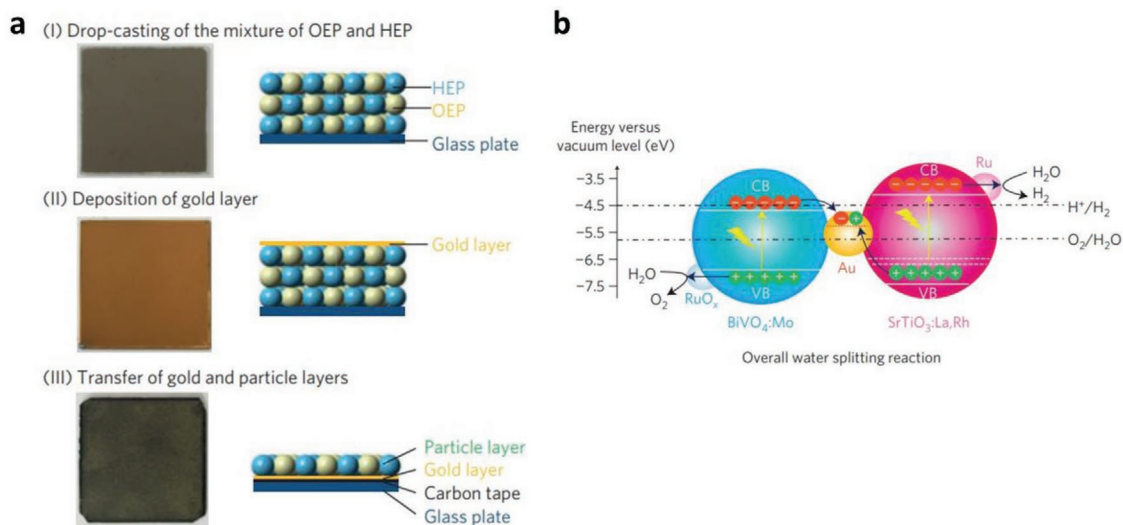 a
(I) Drop-casting of the mixture of OEP and HEP
HEP
OEP
Glass plate
(II) Deposition of gold layer
Gold layer
(III) Transfer of gold and particle layers
Particle layer
Gold layer
Carbon tape
Glass plate
b
Energy versus
vacuum level (eV)
−3.5
−4.5
−5.5
−6.5
−7.5
CB
CB
Ru
H₂O
H₂
H⁺/H₂
O₂/H₂O
Au
H₂O
O₂
RuOₓ
VB
VB
BiVO₄:Mo
SrTiO₃:La,Rh
Overall water splitting reaction